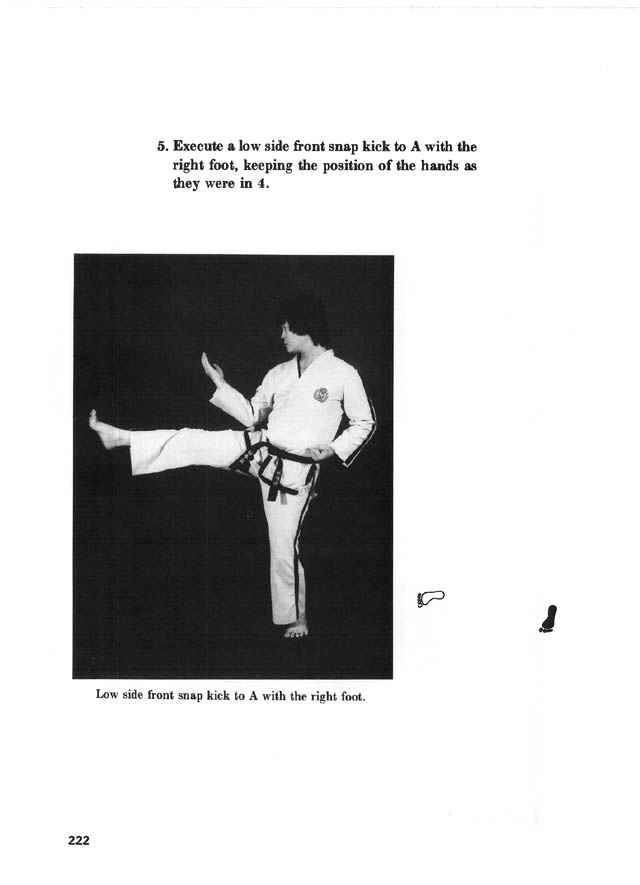 5. Execute a low side front snap kick to A with the
right foot, keeping the position of the hands as
they were in 4.
Low side front snap kick to A with the right foot.
222